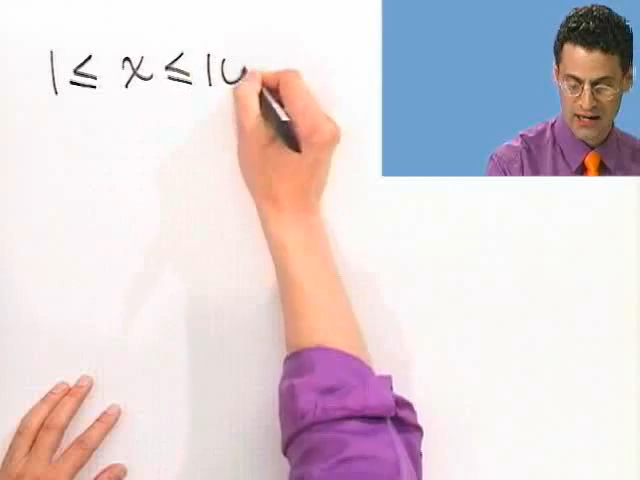 1 ≤ x ≤ 1